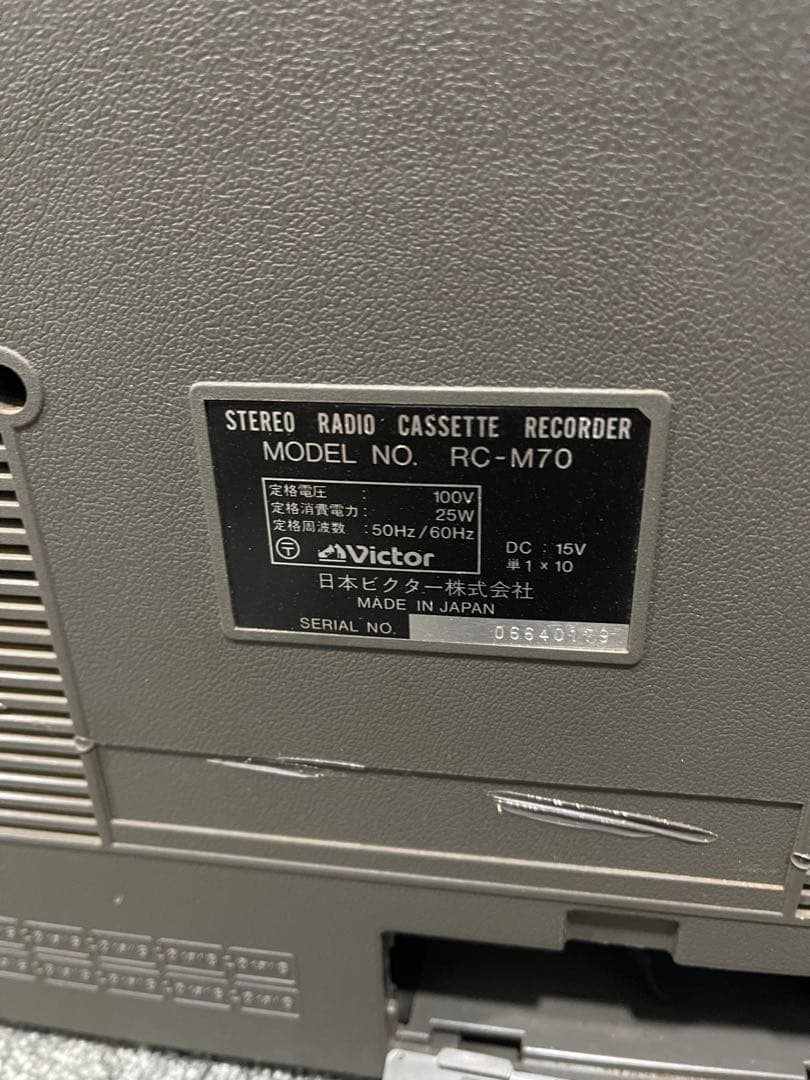 STEREO RADIO CASSETTE RECORDER
MODEL NO. RC-M70
定格電圧 : 100V
定格消費電力 : 25W
定格周波数 : 50Hz/60Hz
Victor
DC : 15V
単1×10
日本ビクター株式会社
MADE IN JAPAN
SERIAL NO.